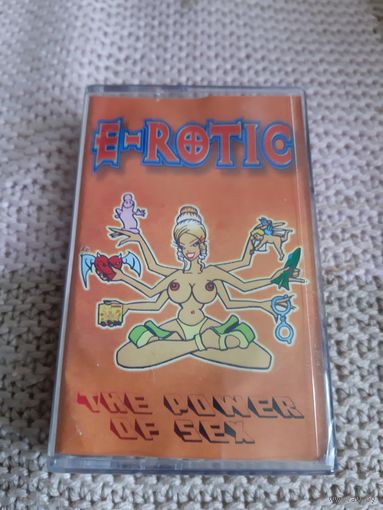 E-ROTIC
THE POWER
OF SEX